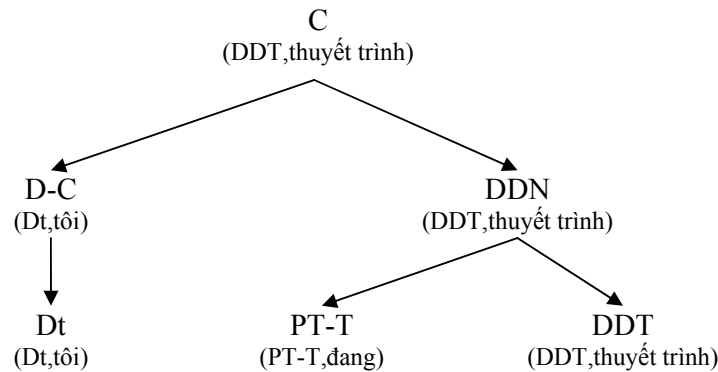 C
(DDT,thuyết trình)
D-C
(Dt,tôi)
DDN
(DDT,thuyết trình)
Dt
(Dt,tôi)
PT-T
(PT-T,đang)
DDT
(DDT,thuyết trình)